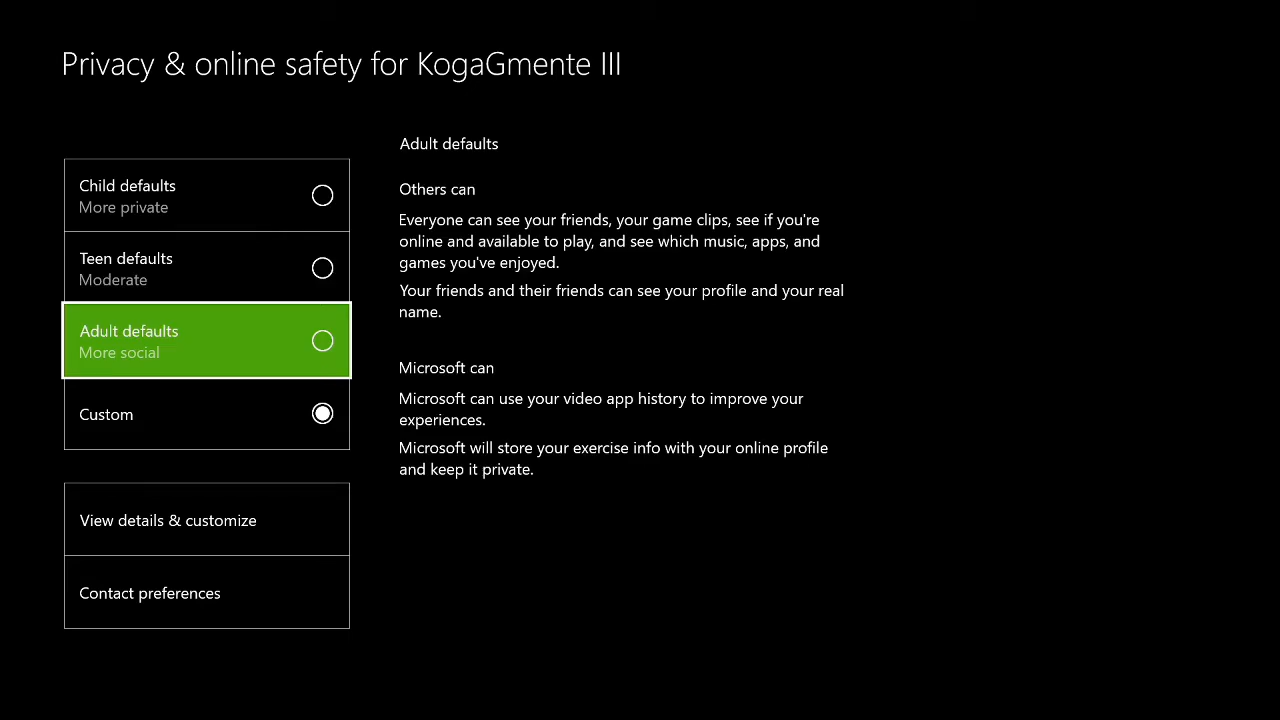 Privacy & online safety for KogaGmente III
Child defaults
More private
Teen defaults
Moderate
Adult defaults
More social
Custom
View details & customize
Contact preferences
Adult defaults
Others can
Everyone can see your friends, your game clips, see if you're
online and available to play, and see which music, apps, and
games you've enjoyed.
Your friends and their friends can see your profile and your real
name.
Microsoft can
Microsoft can use your video app history to improve your
experiences.
Microsoft will store your exercise info with your online profile
and keep it private.